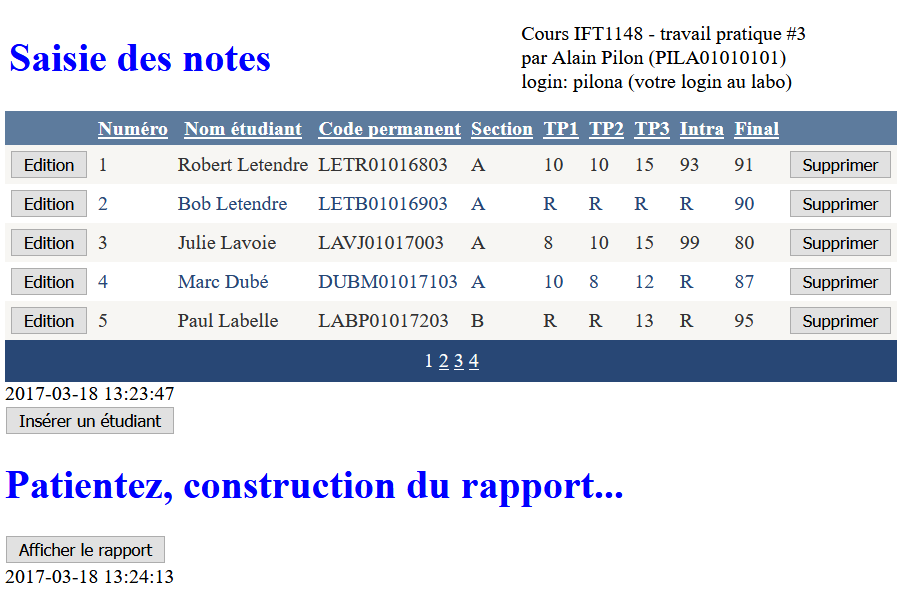 Saisie des notes
Cours IFT1148 - travail pratique #3
par Alain Pilon (PILA01010101)
login: pilona (votre login au labo)
Numéro Nom étudiant Code permanent Section TP1 TP2 TP3 Intra Final
Edition 1 Robert Letendre LETR01016803 A 10 10 15 93 91 Supprimer
Edition 2 Bob Letendre LETB01016903 A R R R R 90 Supprimer
Edition 3 Julie Lavoie LAVJ01017003 A 8 10 15 99 80 Supprimer
Edition 4 Marc Dubé DUBM01017103 A 10 8 12 R 87 Supprimer
Edition 5 Paul Labelle LABP01017203 B R R 13 R 95 Supprimer
1 2 3 4
2017-03-18 13:23:47
Insérer un étudiant
Patientez, construction du rapport...
Afficher le rapport
2017-03-18 13:24:13